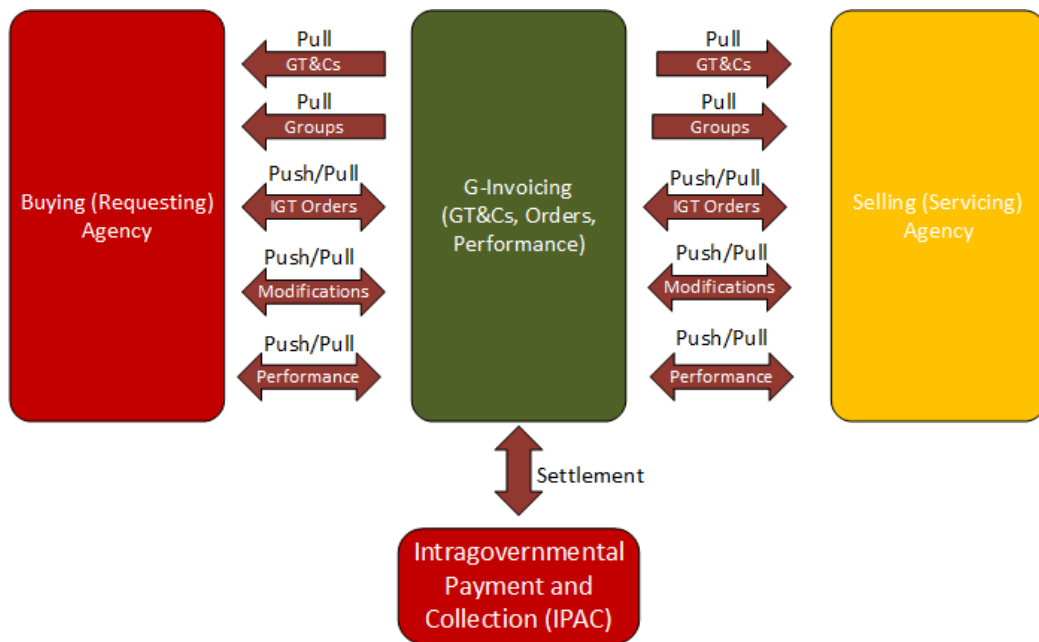 Buying (Requesting)
Agency
Pull
GT&Cs
Pull
Groups
Push/Pull
IGT Orders
Push/Pull
Modifications
Push/Pull
Performance
G-Invoicing
(GT&Cs, Orders,
Performance)
Pull
GT&Cs
Pull
Groups
Push/Pull
IGT Orders
Push/Pull
Modifications
Push/Pull
Performance
Selling (Servicing)
Agency
Settlement
Intragovernmental
Payment and
Collection (IPAC)